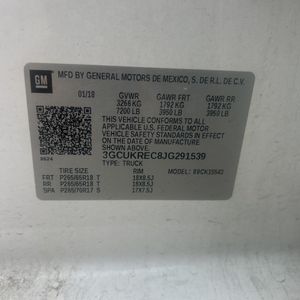 GM
MFD BY GENERAL MOTORS DE MEXICO, S. DE R.L. DE C.V.
01/18 GVWR GAWR FRT GAWR RR
3266 KG 1792 KG 1792 KG
7200 LB 3950 LB 3950 LB
THIS VEHICLE CONFORMS TO ALL APPLICABLE
U.S. FEDERAL MOTOR VEHICLE SAFETY
AND THEFT PREVENTION STANDARDS IN EFFECT
ON THE DATE OF MANUFACTURE SHOWN ABOVE.
3GCUKREC8JG291539
TYPE: TRUCK
TIRE SIZE RIM
FRT P265/65R18 T 18X8.5J
RR P265/65R18 T 18X8.5J
SPA P265/70R17 S 17X7.5J